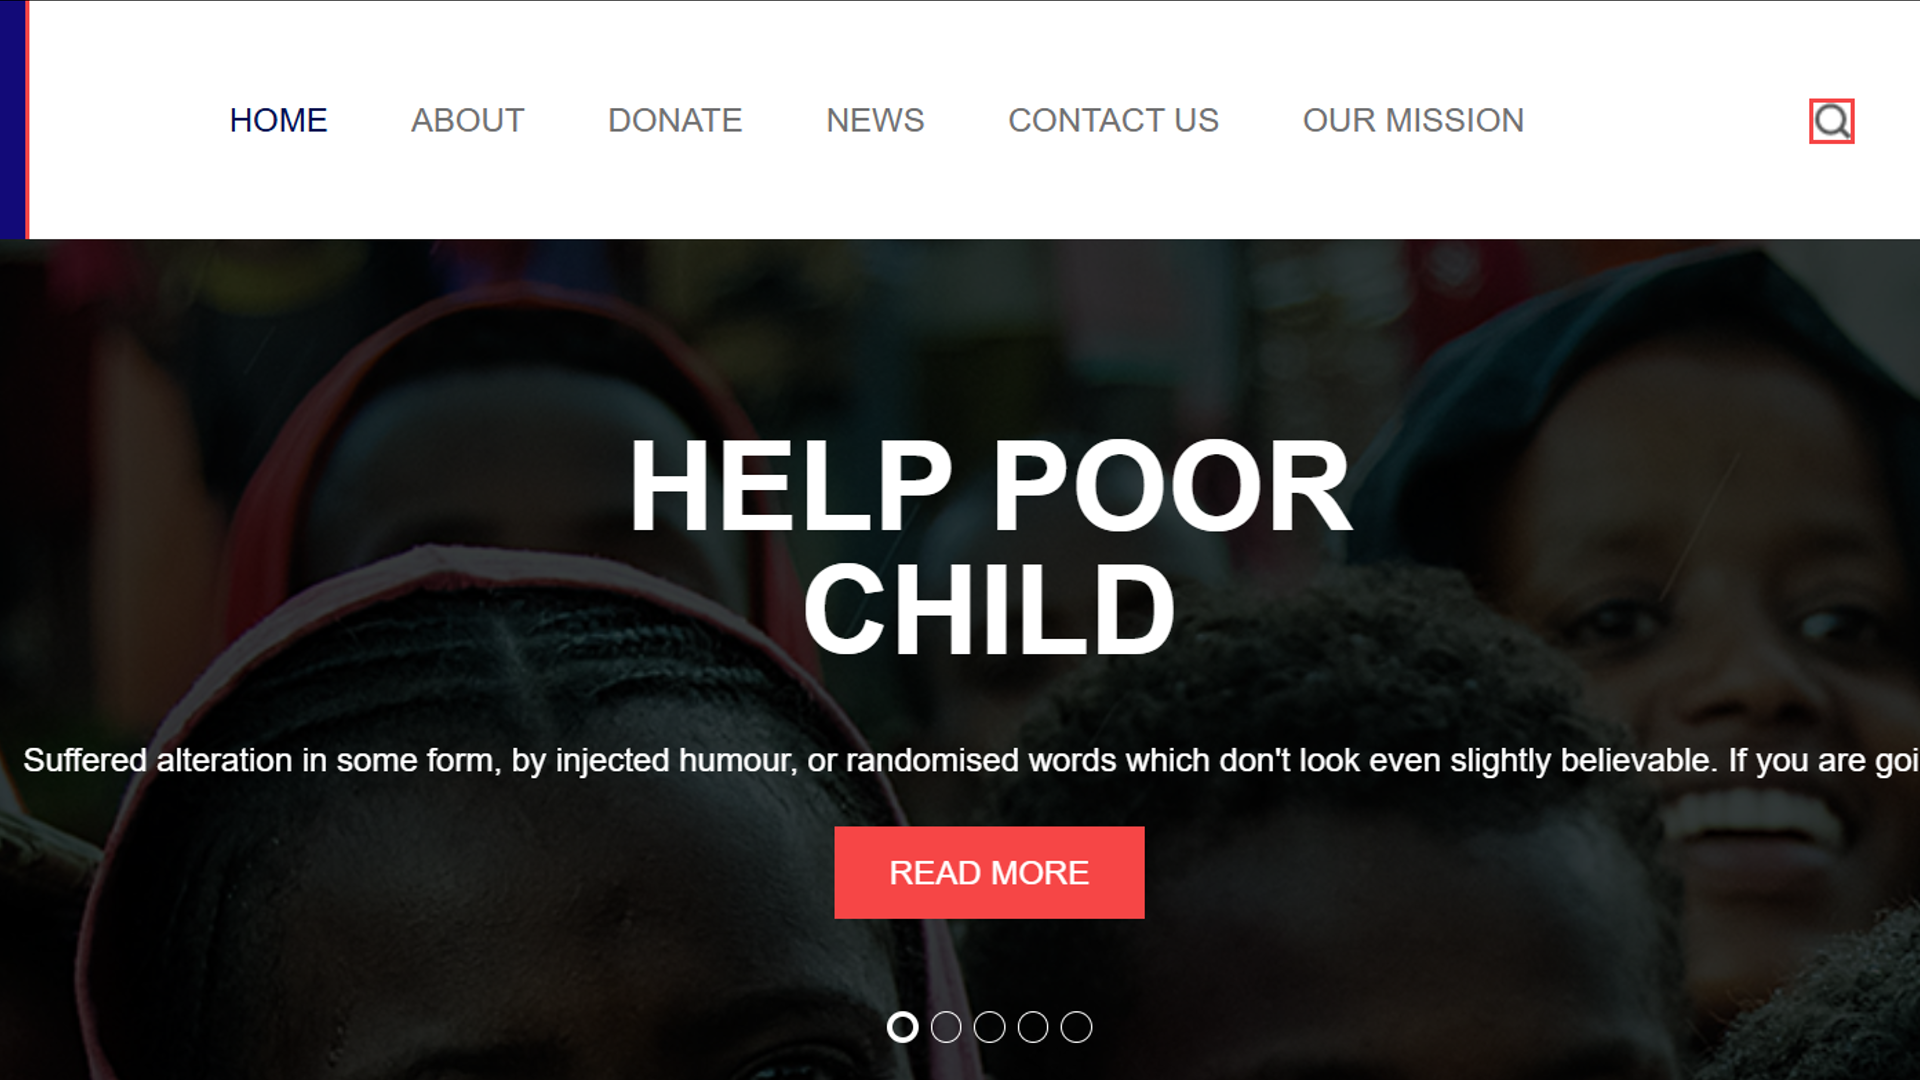 HOME ABOUT DONATE NEWS CONTACT US OUR MISSION
HELP POOR
CHILD
Suffered alteration in some form, by injected humour, or randomised words which don't look even slightly believable. If you are goi
READ MORE